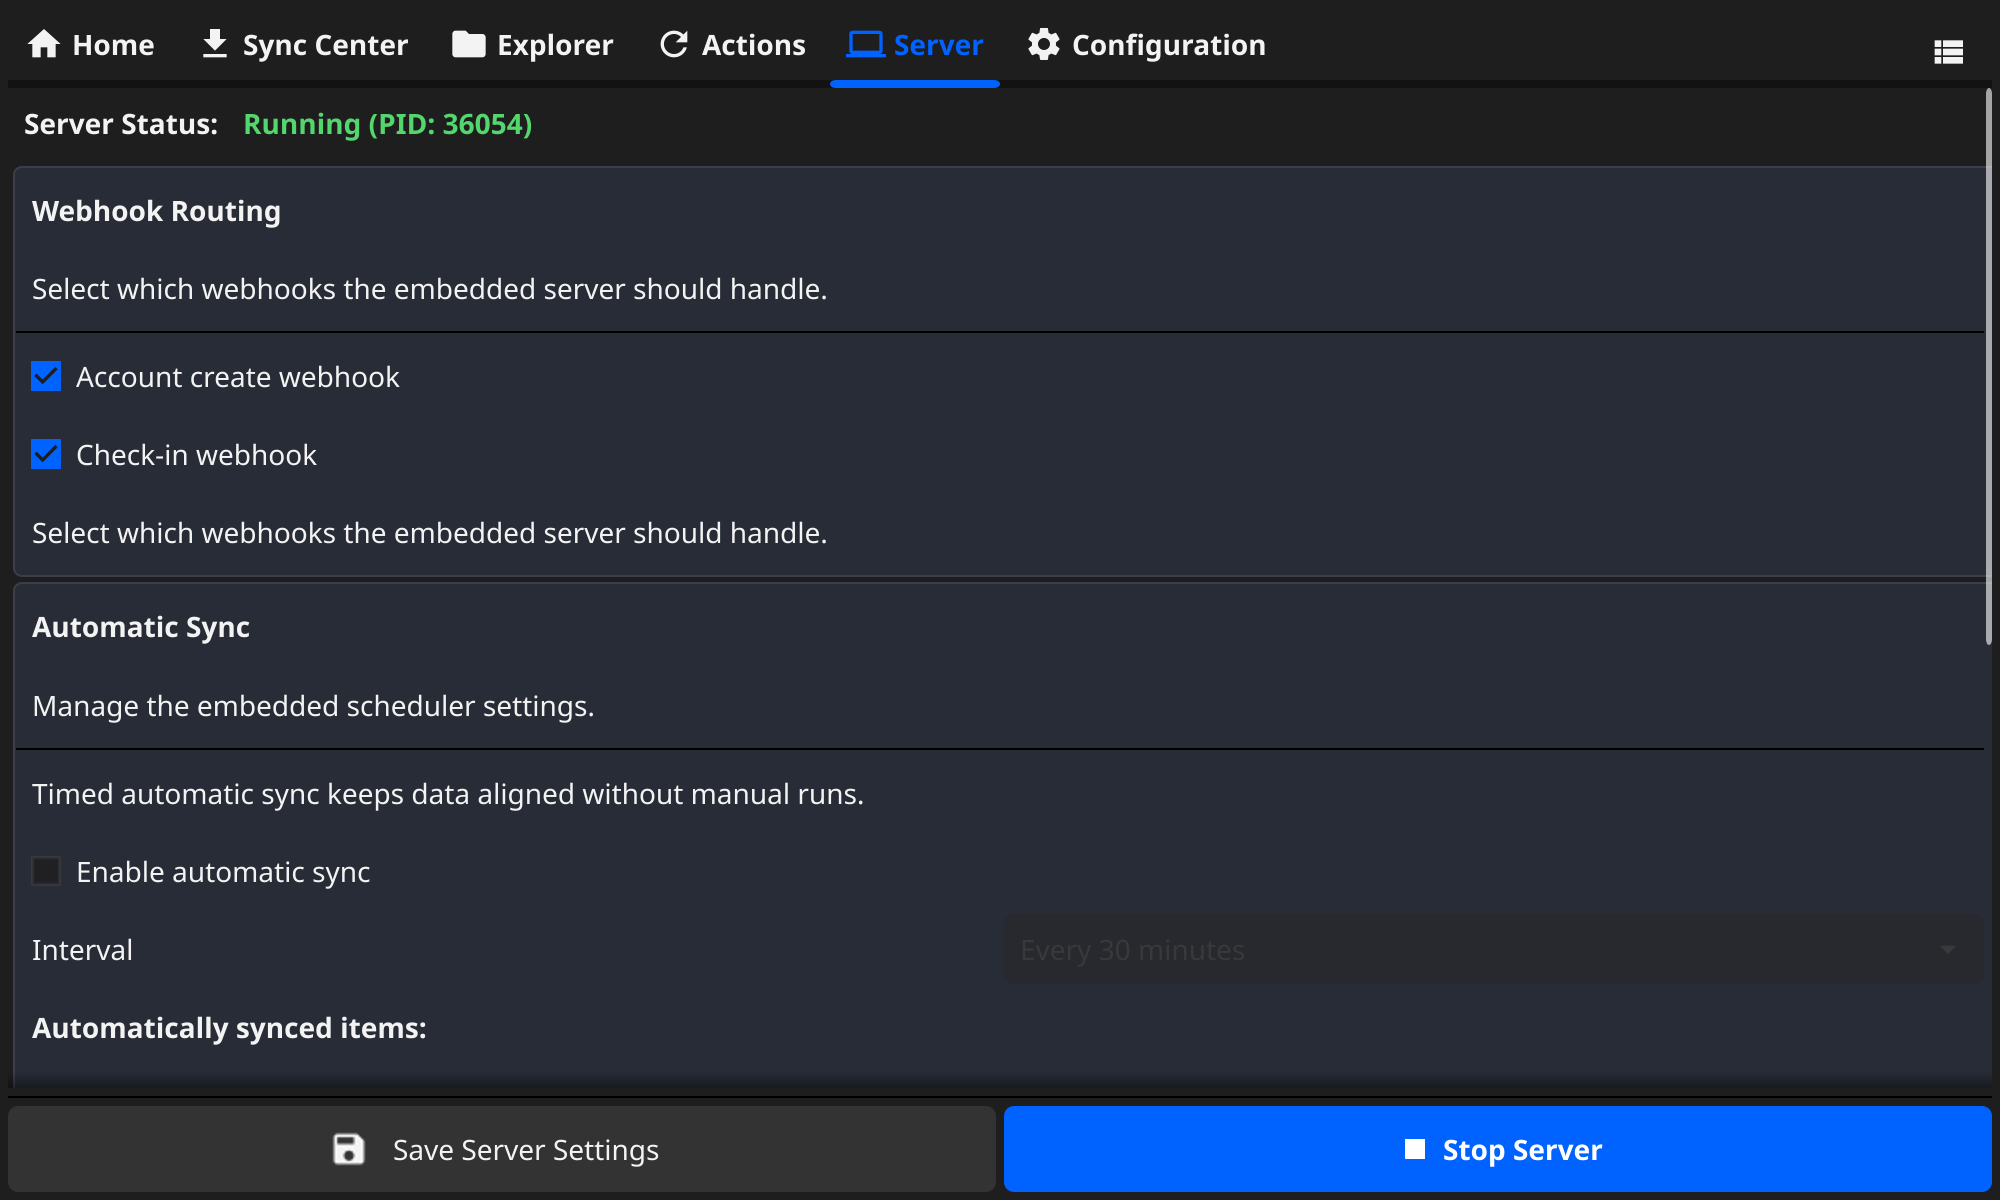 Home Sync Center Explorer Actions Server Configuration
Server Status: Running (PID: 36054)
Webhook Routing
Select which webhooks the embedded server should handle.
Account create webhook
Check-in webhook
Select which webhooks the embedded server should handle.
Automatic Sync
Manage the embedded scheduler settings.
Timed automatic sync keeps data aligned without manual runs.
Enable automatic sync
Interval Every 30 minutes
Automatically synced items:
Save Server Settings Stop Server